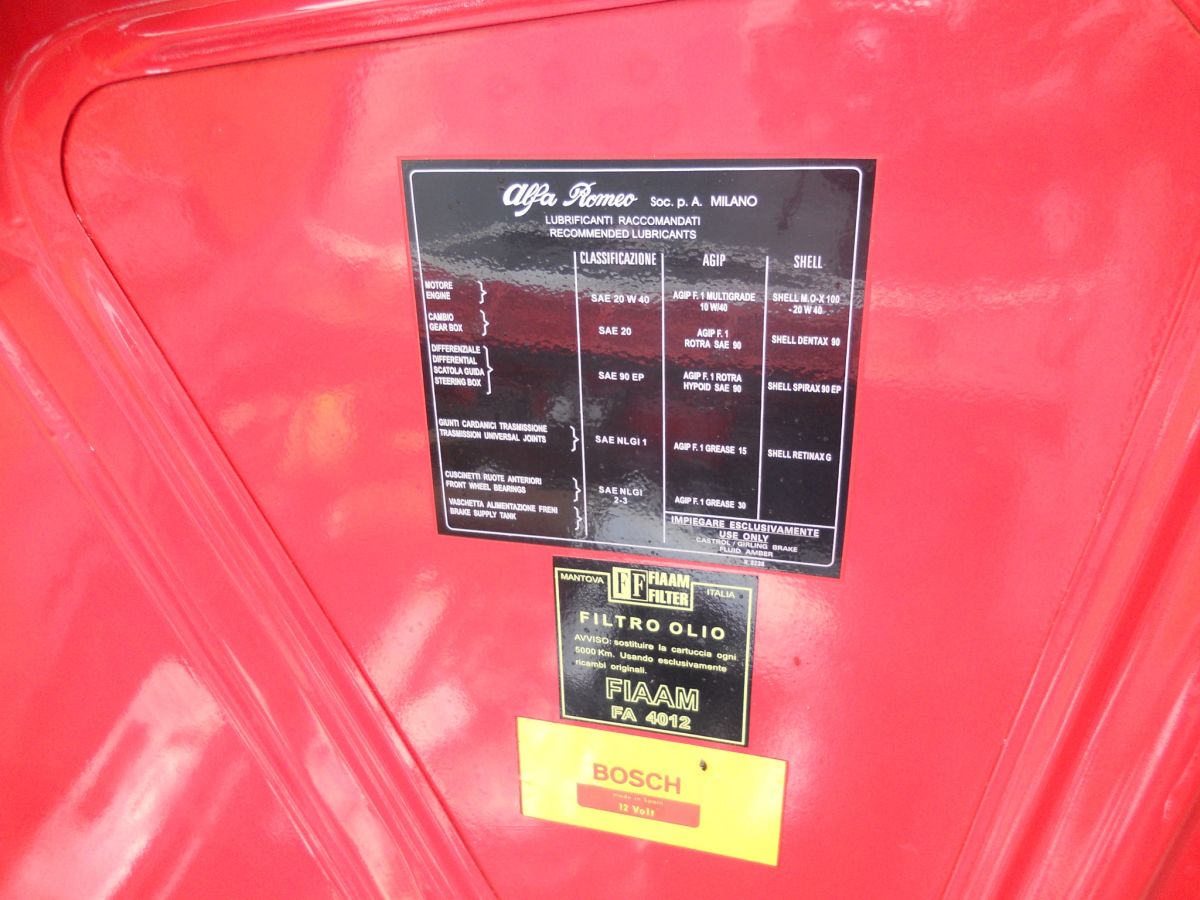 Alfa Romeo Soc. p. A. MILANO
LUBRIFICANTI RACCOMANDATI
RECOMMENDED LUBRICANTS
CLASSIFICAZIONE AGIP SHELL
MOTORE
ENGINE
SAE 20 W 40
AGIP F. 1 MULTIGRADE
10 W/40
SHELL M.O-X 100
- 20 W 40
CAMBIO
GEAR BOX
SAE 20
AGIP F. 1
ROTRA SAE 90
SHELL DENTAX 90
DIFFERENZIALE
DIFFERENTIAL
SCATOLA GUIDA
STEERING BOX
SAE 90 EP
AGIP F. 1 ROTRA
HYPOID SAE 90
SHELL SPIRAX 90 EP
GIUNTI CARDANICI TRASMISSIONE
TRASMISSION UNIVERSAL JOINTS
SAE NLGI 1
AGIP F. 1 GREASE 15
SHELL RETINAX G
CUSCINETTI RUOTE ANTERIORI
FRONT WHEEL BEARINGS
SAE NLGI
2-3
AGIP F. 1 GREASE 30
VASCHETTA ALIMENTAZIONE FRENI
BRAKE SUPPLY TANK
IMPIEGARE ESCLUSIVAMENTE
USE ONLY
CASTROL / GIRLING BRAKE
FLUID AMBER
MANTOVA FF FIAAM FILTER ITALIA
FILTRO OLIO
AVVISO: sostituire la cartuccia ogni
5000 Km. Usando esclusivamente
ricambi originali.
FIAAM
FA 4012
BOSCH
made in Spain
12 Volt